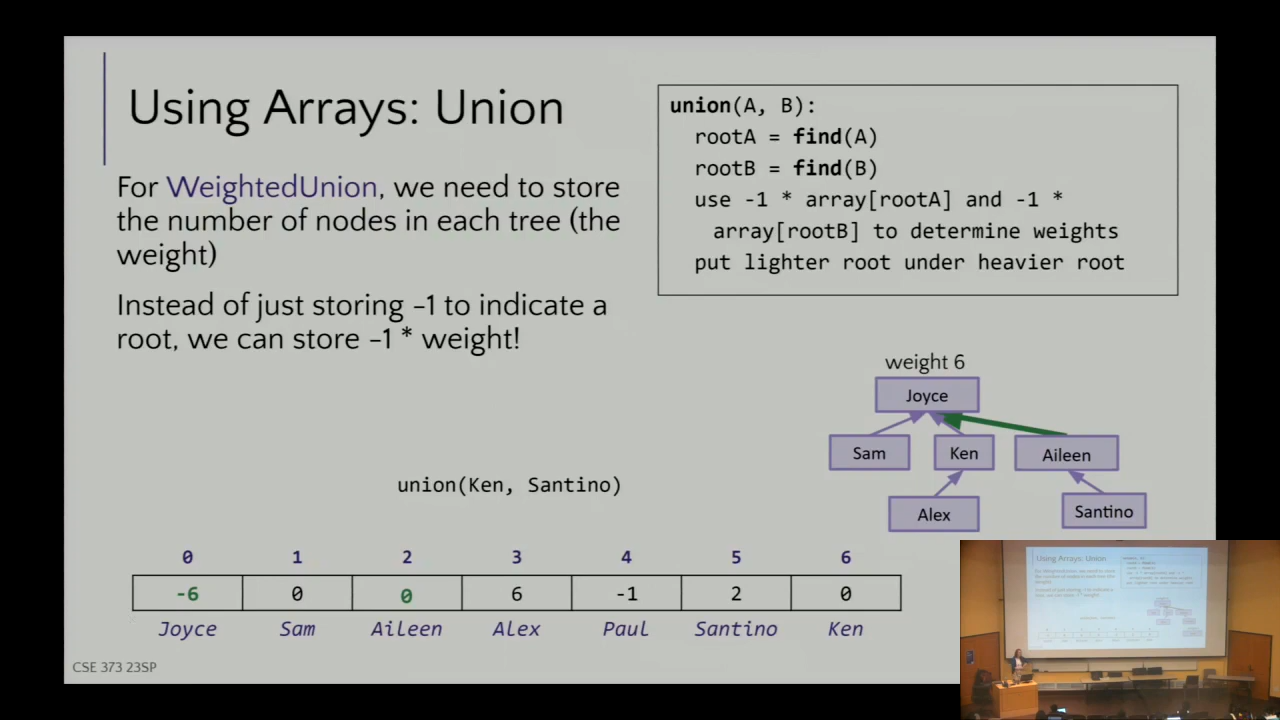 Using Arrays: Union
For WeightedUnion, we need to store
the number of nodes in each tree (the
weight)
Instead of just storing -1 to indicate a
root, we can store -1 * weight!
union(A, B):
rootA = find(A)
rootB = find(B)
use -1 * array[rootA] and -1 *
array[rootB] to determine weights
put lighter root under heavier root
weight 6
Joyce
Sam Ken Aileen
Alex Santino
union(Ken, Santino)
0 1 2 3 4 5 6
-6 0 0 6 -1 2 0
Joyce Sam Aileen Alex Paul Santino Ken
CSE 373 23SP
Using Arrays: Union